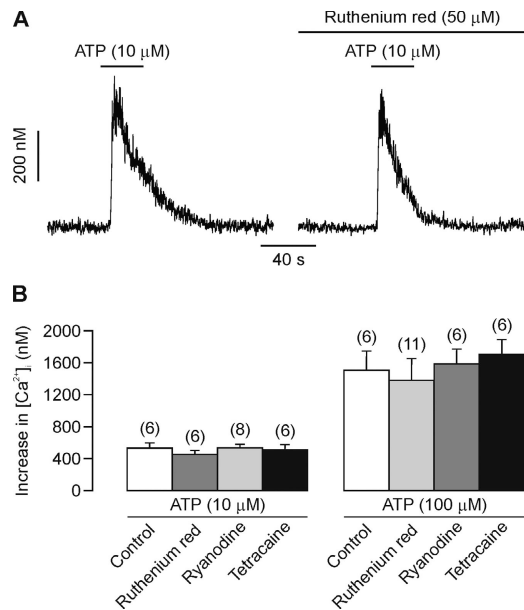 A
Ruthenium red (50 μM)
ATP (10 μM)
ATP (10 μM)
200 nM
40 s
B
Increase in [Ca²⁺]ᵢ (nM)
2000
1600
1200
800
400
0
(6)
(6)
(8)
(6)
(6)
(11)
(6)
(6)
ATP (10 μM)
ATP (100 μM)
Control
Ruthenium red
Ryanodine
Tetracaine
Control
Ruthenium red
Ryanodine
Tetracaine